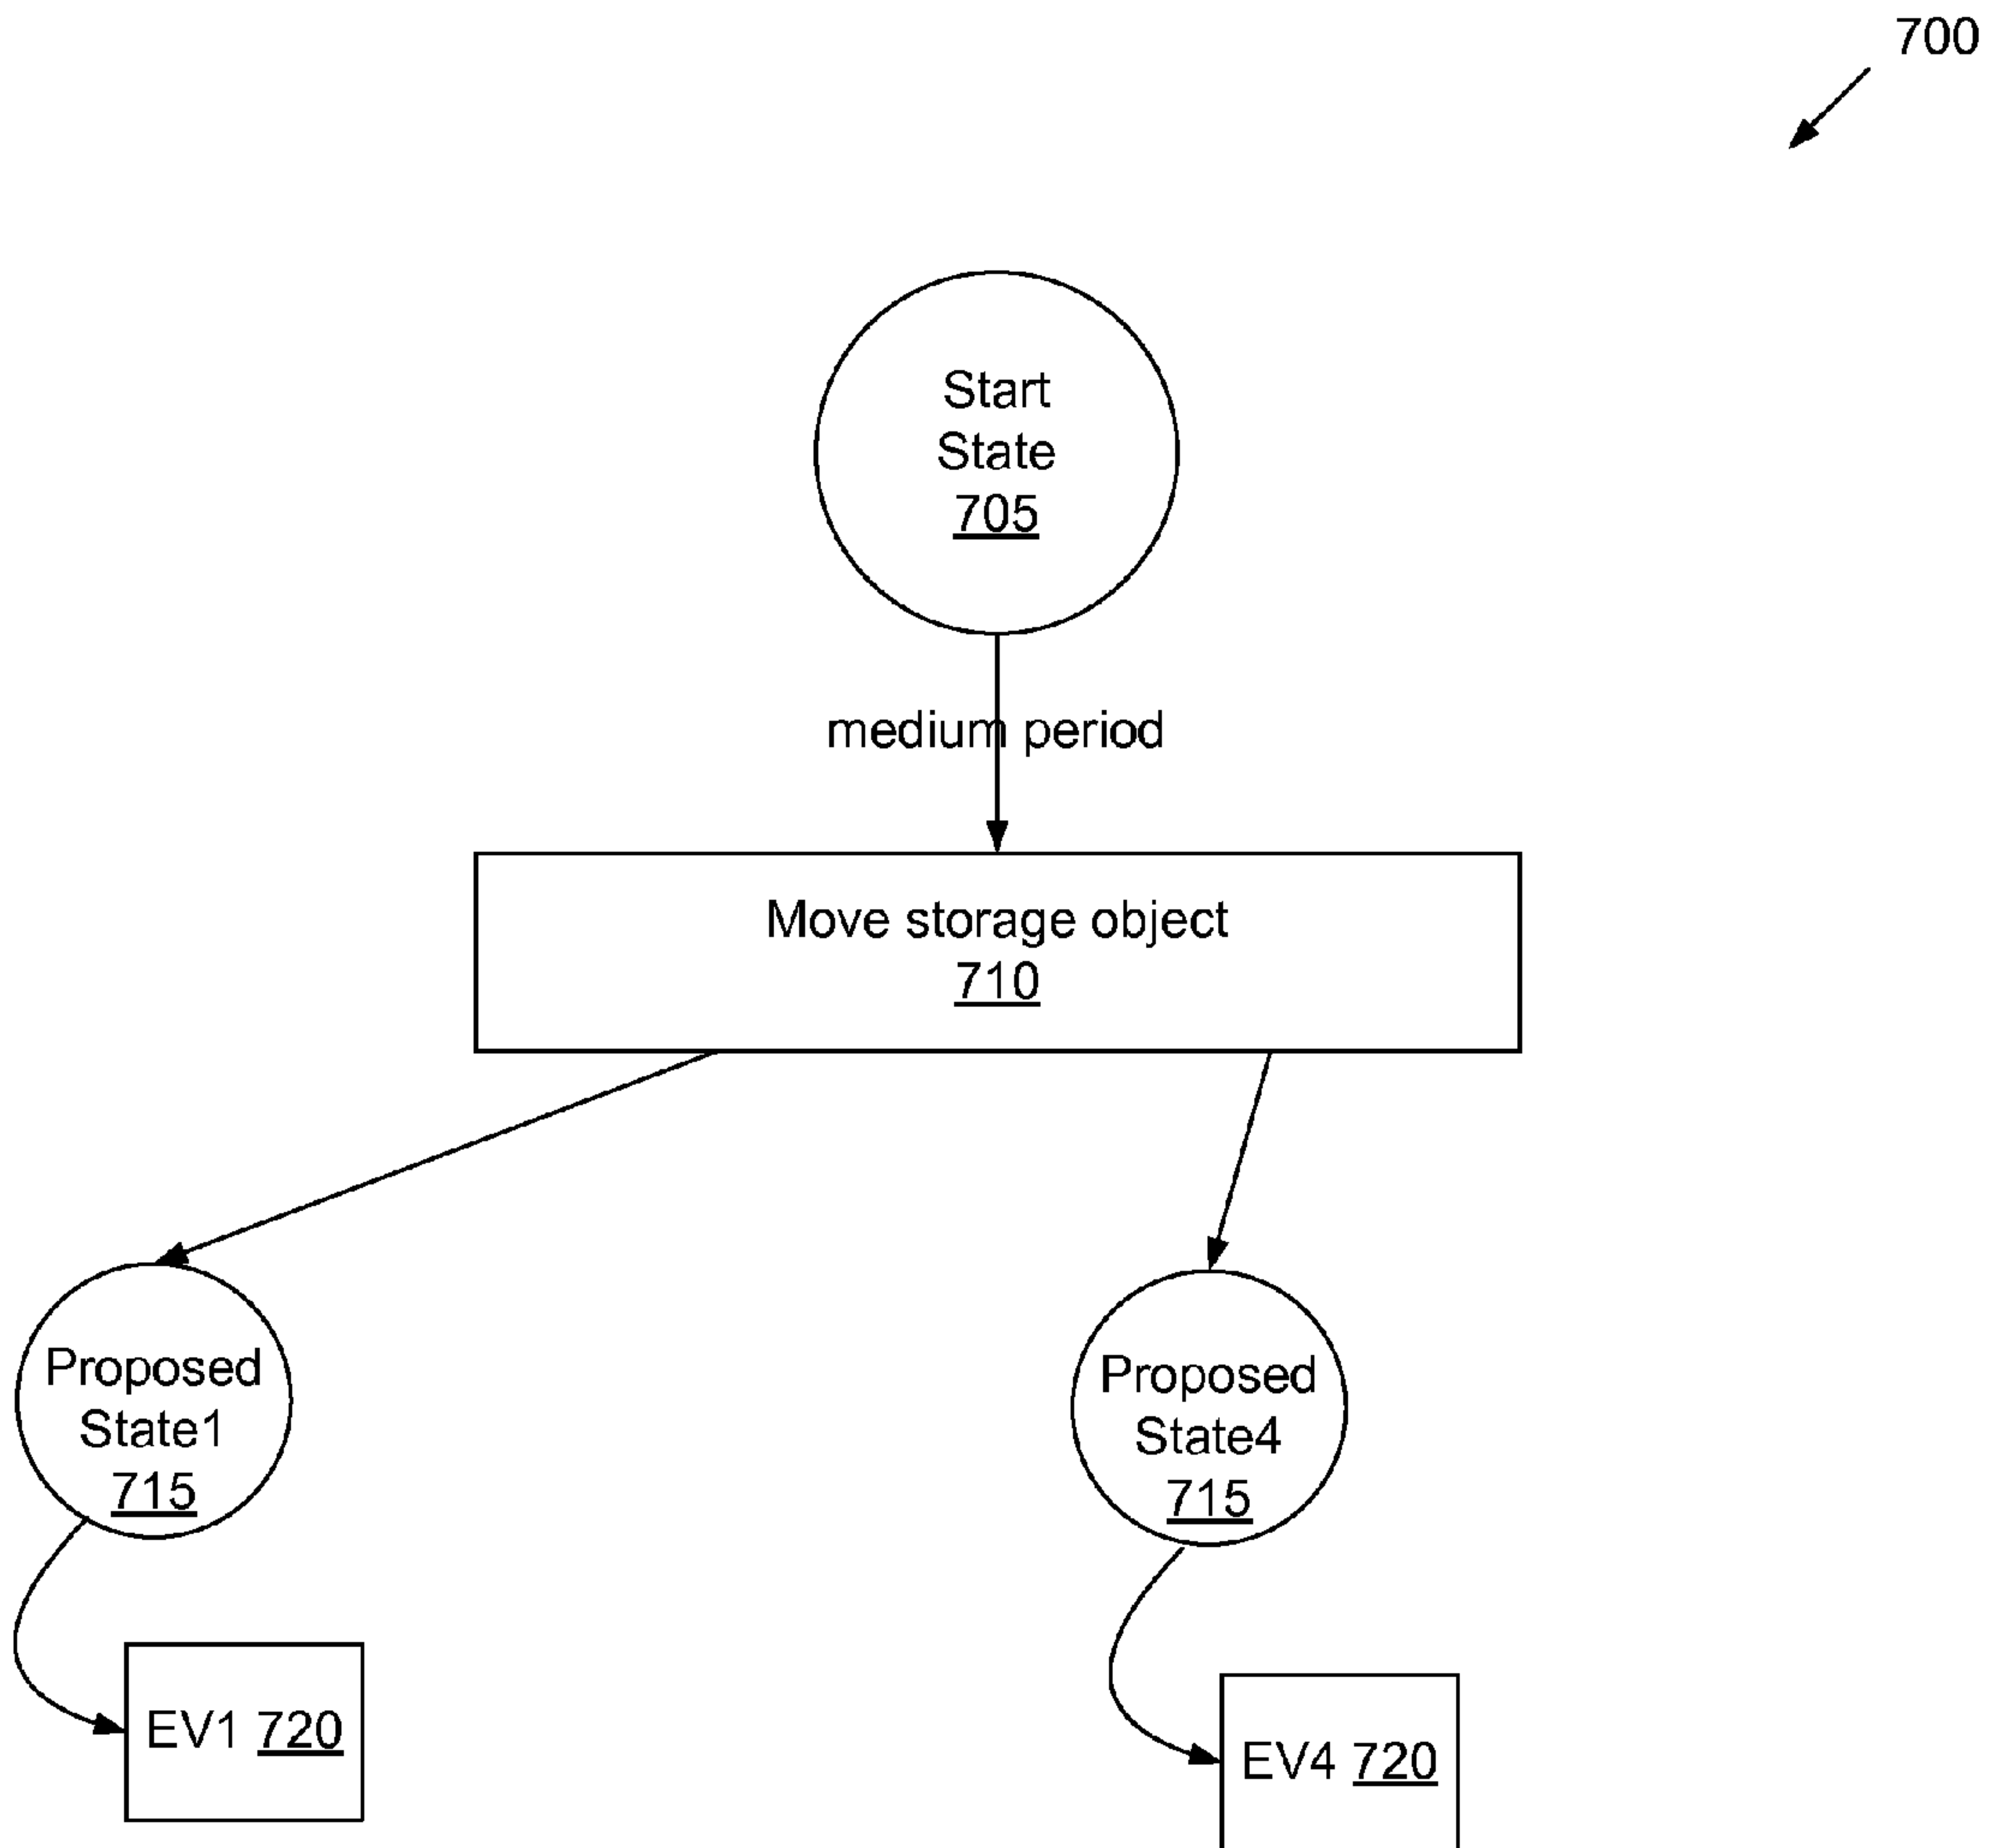 700
Start
State
705
medium period
Move storage object
710
Proposed
State1
715
Proposed
State4
715
EV1 720
EV4 720